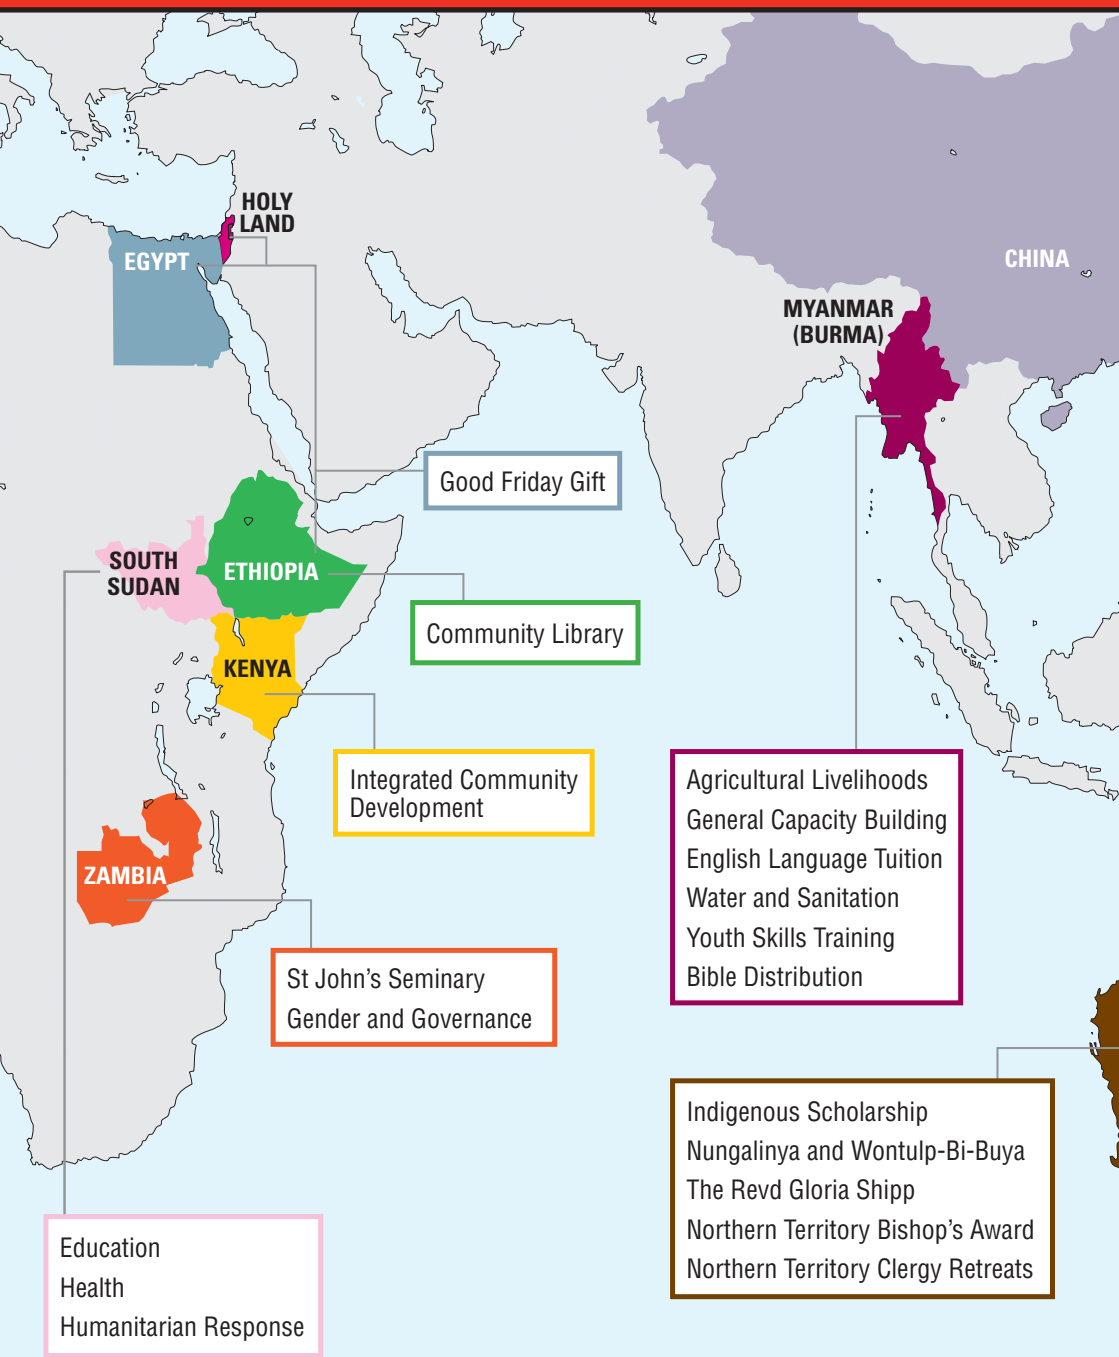 HOLY
LAND
EGYPT
CHINA
MYANMAR
(BURMA)
Good Friday Gift
SOUTH
SUDAN
ETHIOPIA
Community Library
KENYA
Integrated Community
Development
Agricultural Livelihoods
General Capacity Building
English Language Tuition
Water and Sanitation
Youth Skills Training
Bible Distribution
ZAMBIA
St John’s Seminary
Gender and Governance
Indigenous Scholarship
Nungalinya and Wontulp-Bi-Buya
The Revd Gloria Shipp
Northern Territory Bishop’s Award
Northern Territory Clergy Retreats
Education
Health
Humanitarian Response